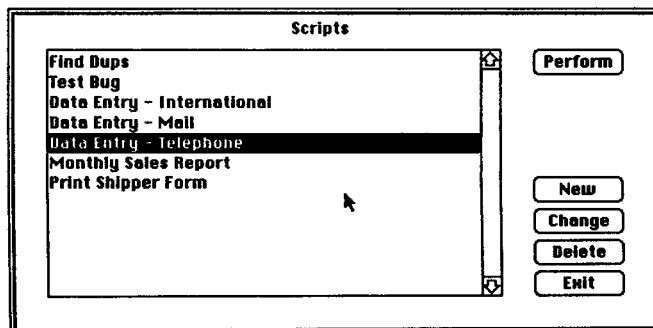 Scripts
Find Dups
Test Bug
Data Entry - International
Data Entry - Mail
Data Entry - Telephone
Monthly Sales Report
Print Shipper Form
Perform
New
Change
Delete
Exit